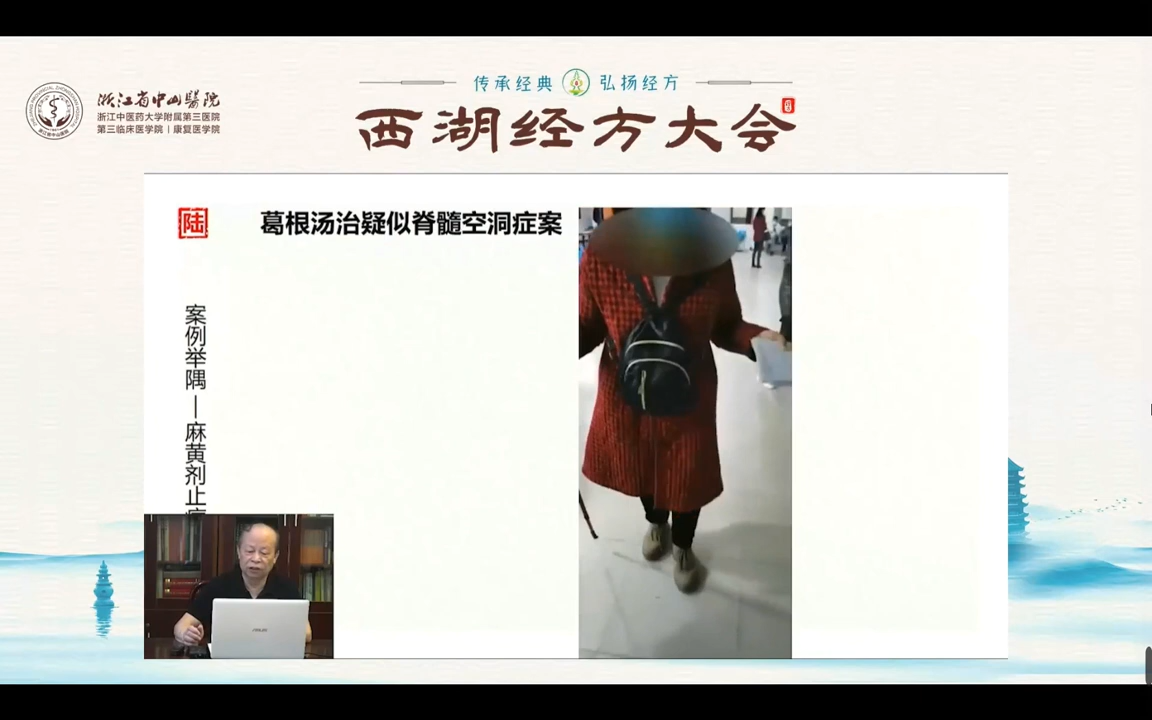 传承经典 弘扬经方
西湖经方大会
浙江省中山醫院
浙江中医药大学附属第三医院
第三临床医学院 | 康复医学院
陆
葛根汤治疑似脊髓空洞症案
案例举隅—麻黄剂止